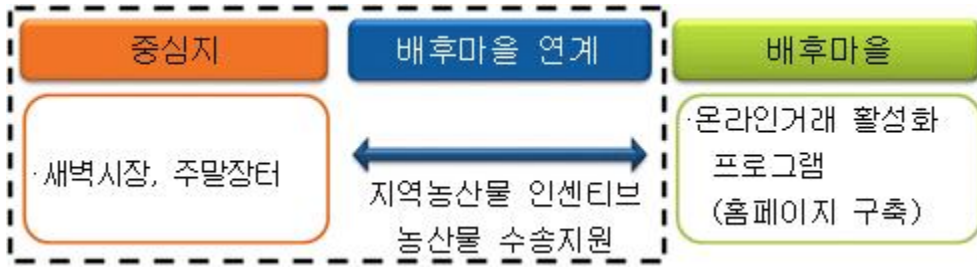 중심지
배후마을 연계
배후마을
·새벽시장, 주말장터
지역농산물 인센티브
농산물 수송지원
·온라인거래 활성화
프로그램
(홈페이지 구축)